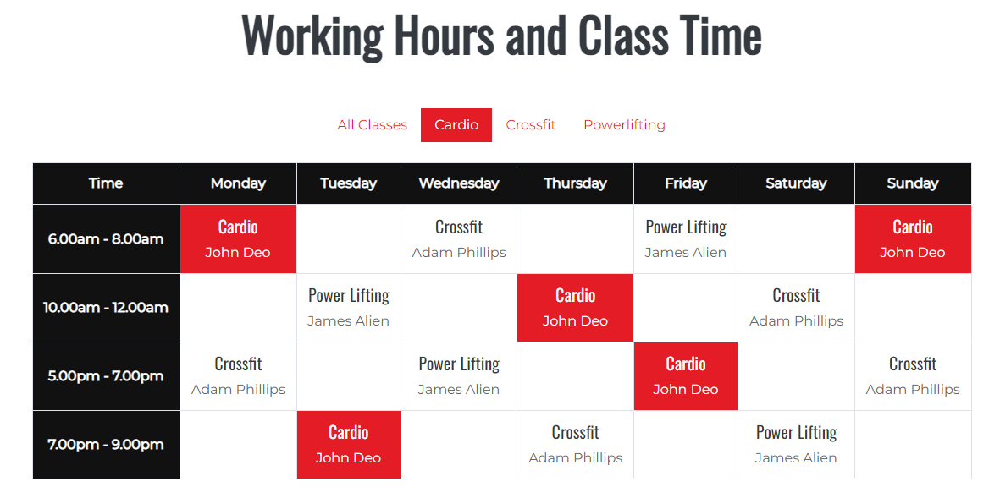 Working Hours and Class Time
All Classes Cardio Crossfit Powerlifting
Time Monday Tuesday Wednesday Thursday Friday Saturday Sunday
6.00am - 8.00am Cardio Crossfit Power Lifting Cardio
John Deo Adam Phillips James Alien John Deo
10.00am - 12.00am Power Lifting Cardio Crossfit
James Alien John Deo Adam Phillips
5.00pm - 7.00pm Crossfit Power Lifting Cardio Crossfit
Adam Phillips James Alien John Deo Adam Phillips
7.00pm - 9.00pm Cardio Crossfit Power Lifting
John Deo Adam Phillips James Alien